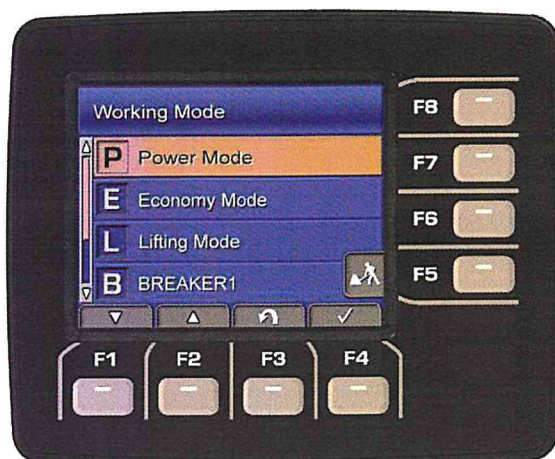 Working Mode
P Power Mode
E Economy Mode
L Lifting Mode
B BREAKER1
F8
F7
F6
F5
F1 F2 F3 F4